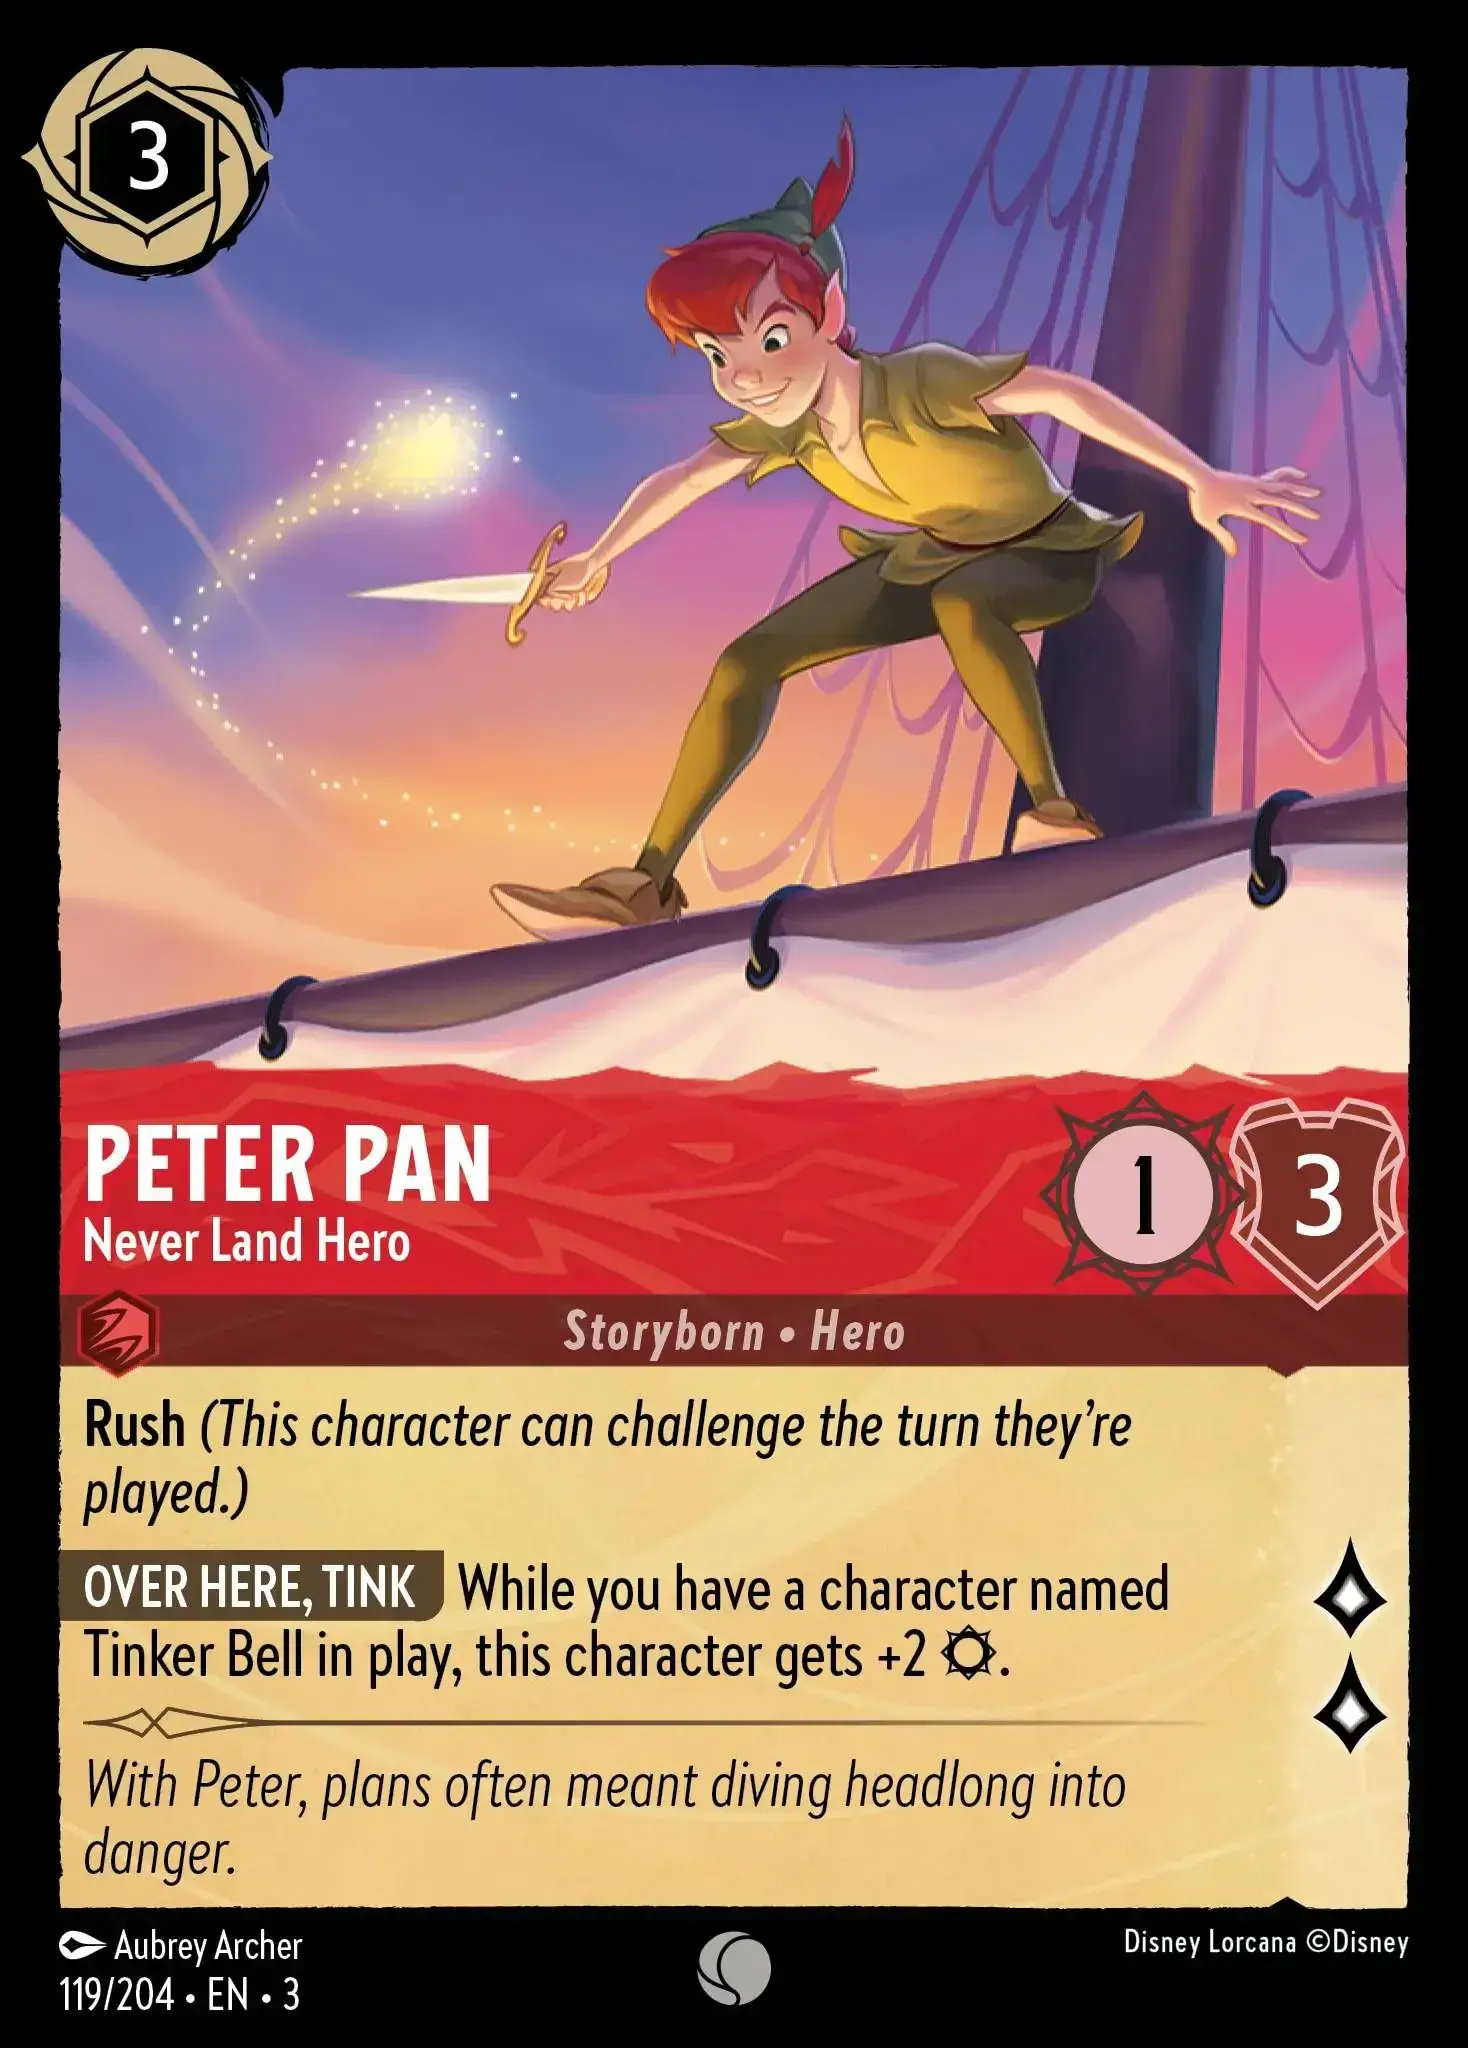 3
PETER PAN
Never Land Hero
1
3
Storyborn • Hero
Rush (This character can challenge the turn they're
played.)
OVER HERE, TINK While you have a character named
Tinker Bell in play, this character gets +2 .
With Peter, plans often meant diving headlong into
danger.
Aubrey Archer
Disney Lorcana ©Disney
119/204 • EN • 3